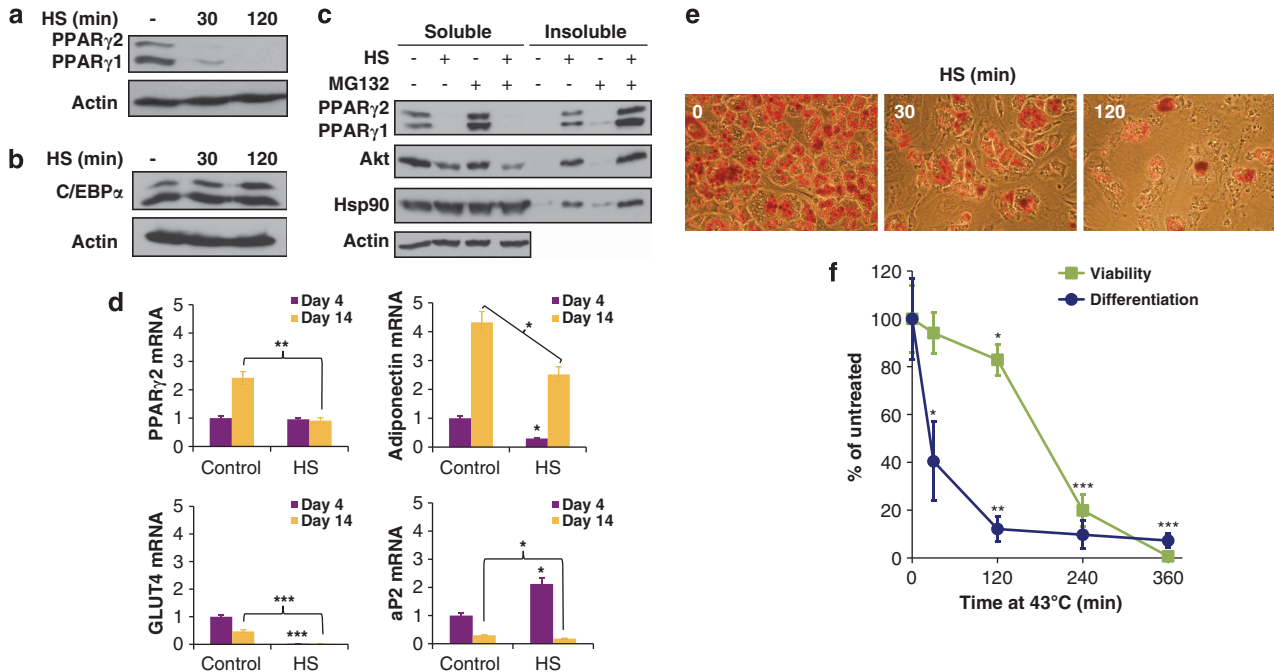 a
HS (min) - 30 120
PPARγ2
PPARγ1
Actin
b
HS (min) - 30 120
C/EBPα
Actin
c
Soluble Insoluble
HS - + - + - + - +
MG132 - - + + - - + +
PPARγ2
PPARγ1
Akt
Hsp90
Actin
d
PPARγ2 mRNA
5
4
3
2
1
0
Day 4
Day 14
**
Control HS
Adiponectin mRNA
5
4
3
2
1
0
Day 4
Day 14
*
*
Control HS
GLUT4 mRNA
5
4
3
2
1
0
Day 4
Day 14
***
***
Control HS
aP2 mRNA
5
4
3
2
1
0
Day 4
Day 14
*
*
Control HS
e
HS (min)
0 30 120
f
% of untreated
120
100
80
60
40
20
0
Viability
Differentiation
*
*
**
***
***
0 120 240 360
Time at 43°C (min)